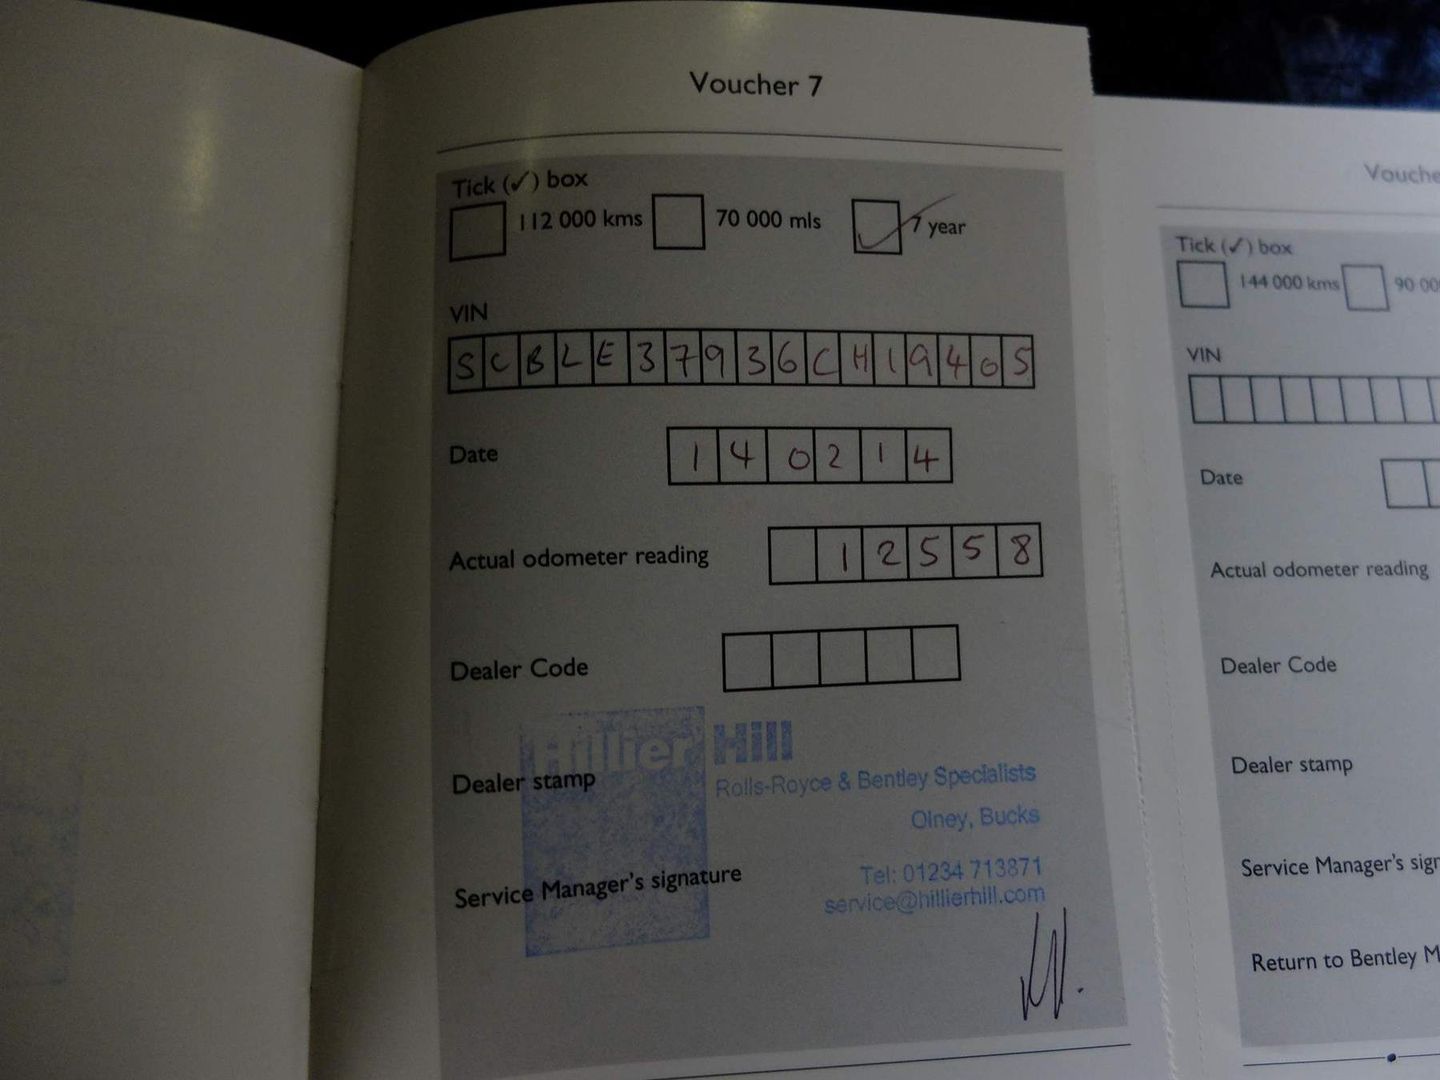 Voucher 7
Tick (✓) box
112 000 kms
70 000 mls
7 year
VIN
SCBLE37936CH19405
Date
140214
Actual odometer reading
12558
Dealer Code
Hillier Hill
Rolls-Royce & Bentley Specialists
Olney, Bucks
Dealer stamp
Tel: 01234 713871
service@hillierhill.com
Service Manager's signature
Vouche
Tick (✓) box
144 000 kms
90 00
VIN
Date
Actual odometer reading
Dealer Code
Dealer stamp
Service Manager's sign
Return to Bentley M